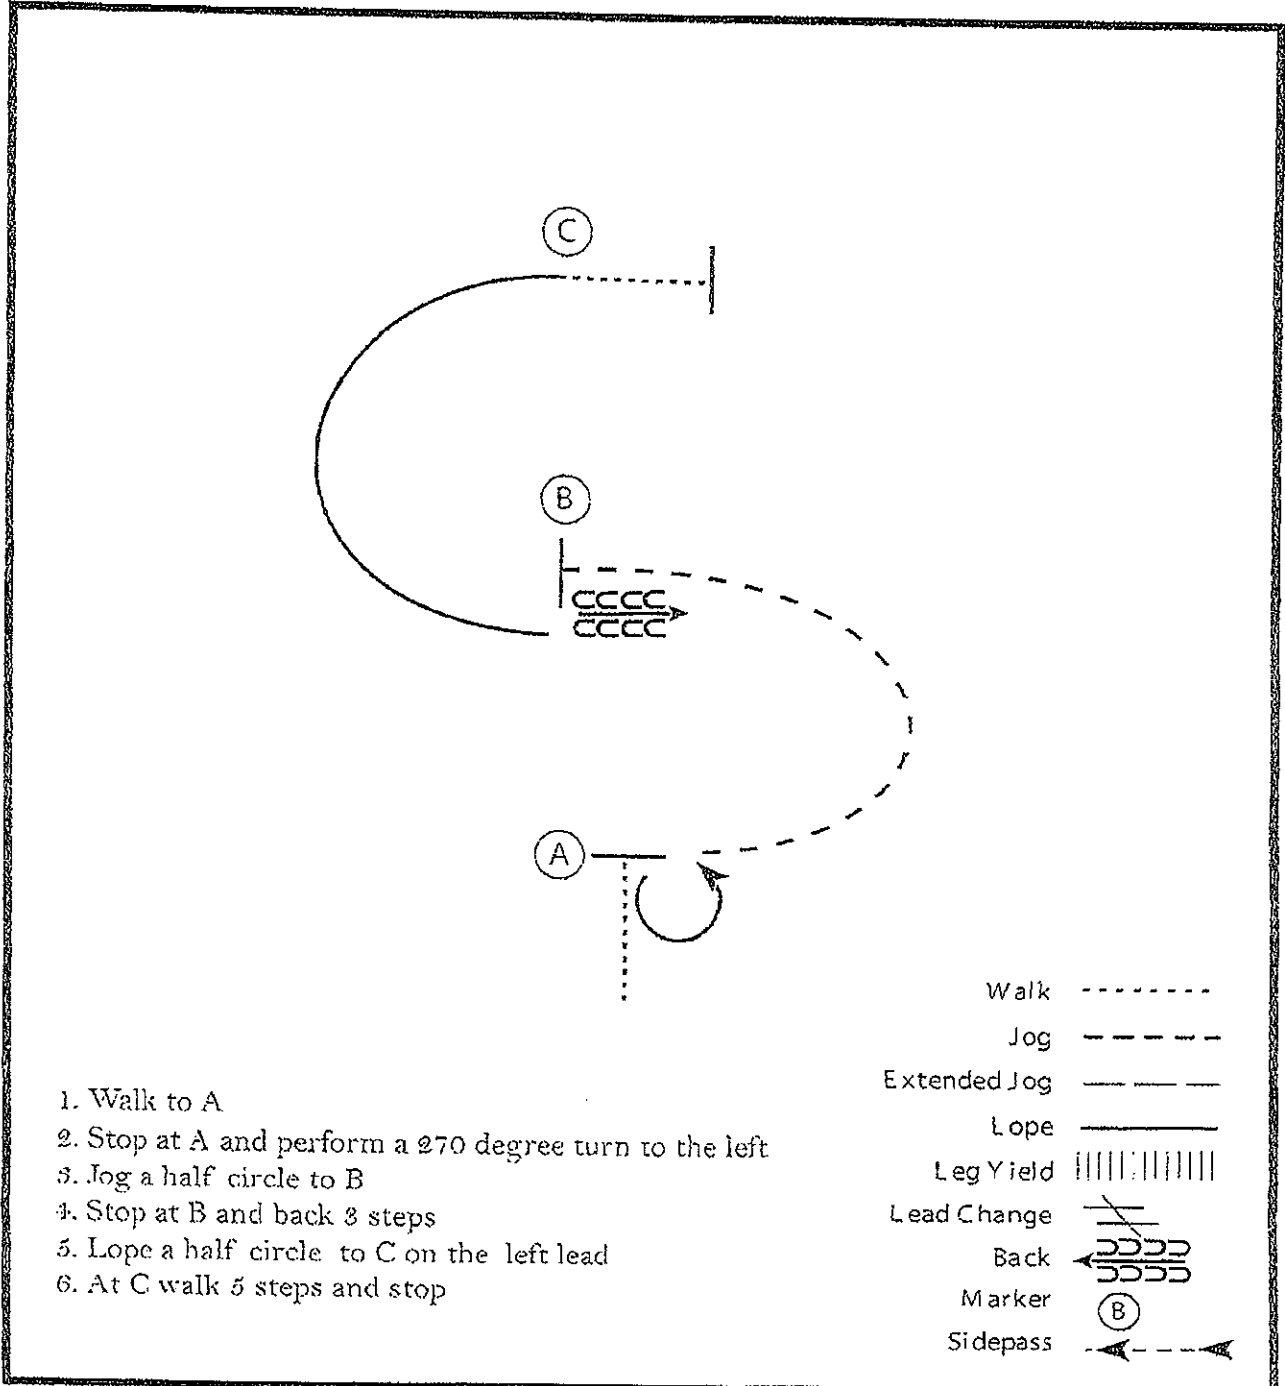 C
B
A
Walk
Jog
Extended Jog
Lope
Leg Yield
Lead Change
Back
Marker
B
Sidepass
1. Walk to A
2. Stop at A and perform a 270 degree turn to the left
3. Jog a half circle to B
4. Stop at B and back 3 steps
5. Lope a half circle to C on the left lead
6. At C walk 5 steps and stop